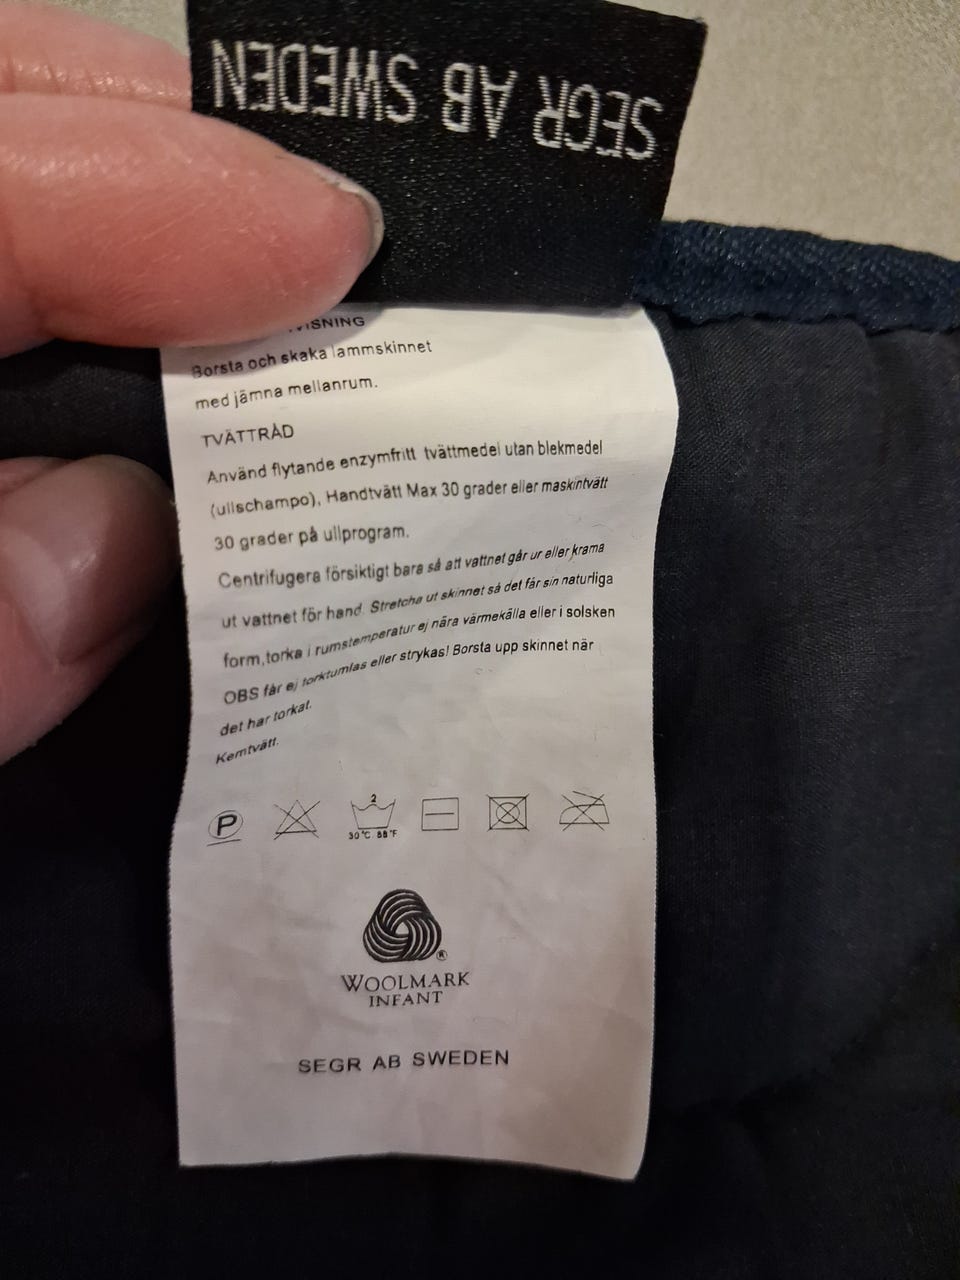 SEGR AB SWEDEN
Borsta och skaka lammskinnet
med jämna mellanrum.
TVÄTTRÅD
Använd flytande enzymfritt tvättmedel utan blekmedel
(ullschampo), Handtvätt Max 30 grader eller maskintvätt
30 grader på ullprogram.
Centrifugera försiktigt bara så att vattnet går ur eller krama
ut vattnet för hand. Stretcha ut skinnet så det får sin naturliga
form,torka i rumstemperatur ej nära värmekälla eller i solsken
OBS får ej torktumlas eller strykas! Borsta upp skinnet när
det har torkat.
Kemtvätt.
P
2
30°C 88°F
WOOLMARK
INFANT
SEGR AB SWEDEN